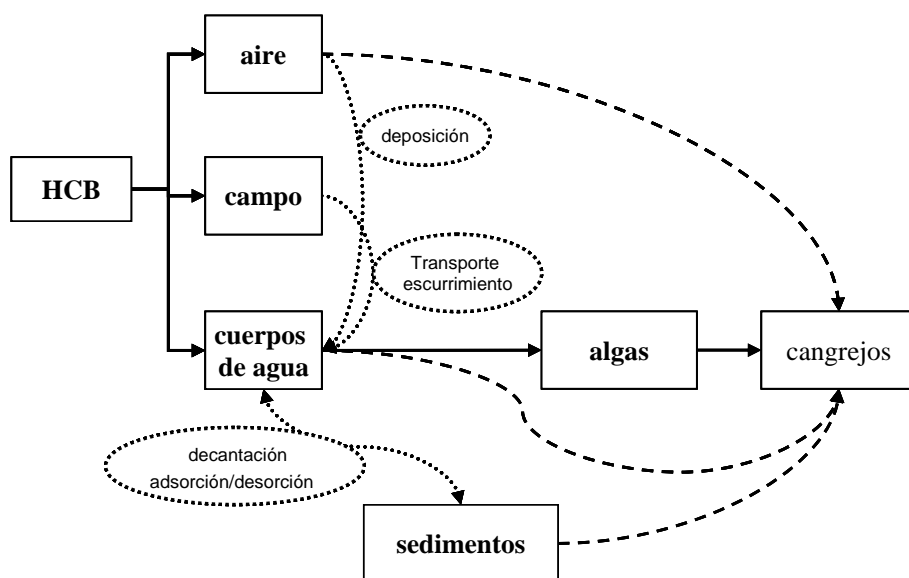 aire
deposición
HCB
campo
Transporte
escurrimiento
cuerpos
de agua
algas
cangrejos
decantación
adsorción/desorción
sedimentos